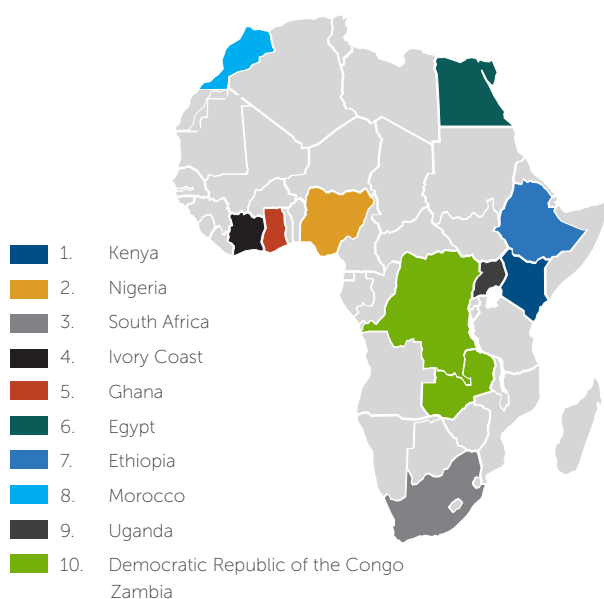 1. Kenya
2. Nigeria
3. South Africa
4. Ivory Coast
5. Ghana
6. Egypt
7. Ethiopia
8. Morocco
9. Uganda
10. Democratic Republic of the Congo
Zambia